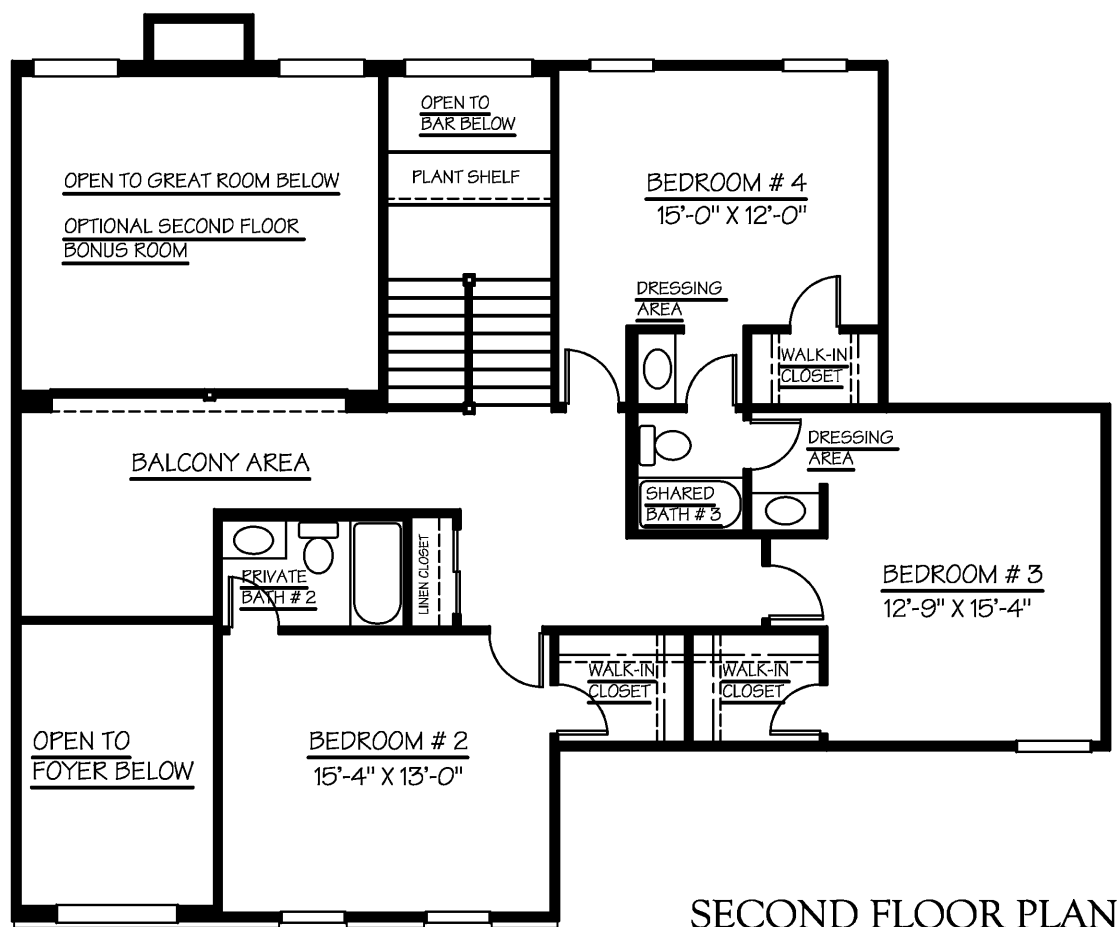 OPEN TO
BAR BELOW
PLANT SHELF
OPEN TO GREAT ROOM BELOW
OPTIONAL SECOND FLOOR
BONUS ROOM
BEDROOM # 4
15'-0" X 12'-0"
DRESSING
AREA
WALK-IN
CLOSET
BALCONY AREA
DRESSING
AREA
SHARED
BATH # 3
PRIVATE
BATH # 2
LINEN CLOSET
BEDROOM # 3
12'-9" X 15'-4"
WALK-IN
CLOSET
WALK-IN
CLOSET
OPEN TO
FOYER BELOW
BEDROOM # 2
15'-4" X 13'-0"
SECOND FLOOR PLAN